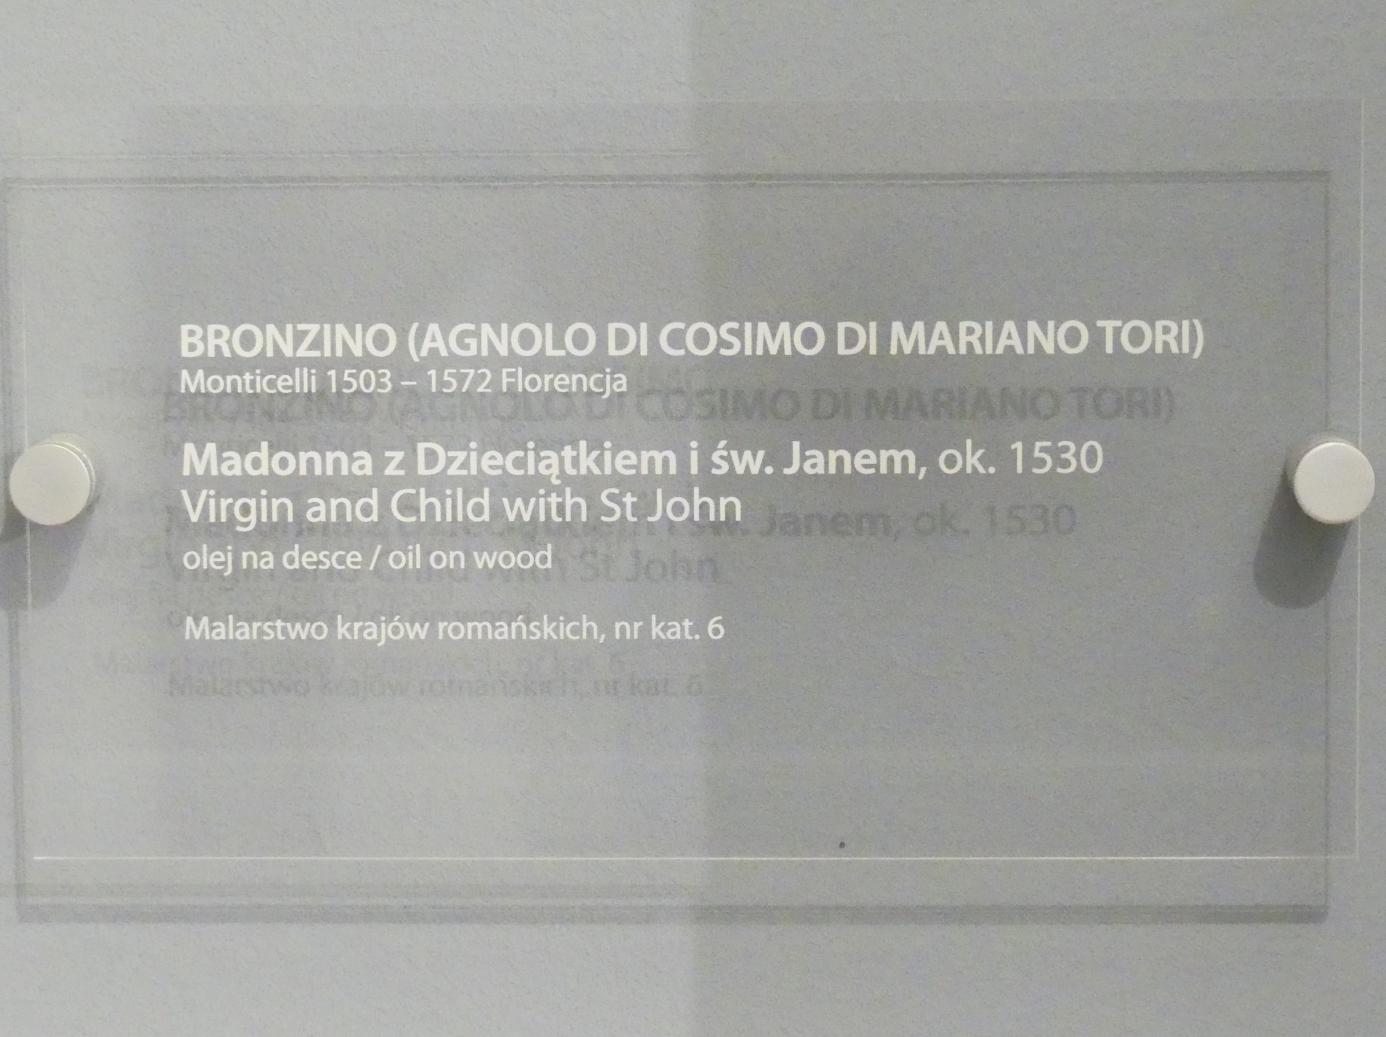 BRONZINO (AGNOLO DI COSIMO DI MARIANO TORI)
Monticelli 1503 – 1572 Florencja
Madonna z Dzieciątkiem i św. Janem, ok. 1530
Virgin and Child with St John
olej na desce / oil on wood
Malarstwo krajów romańskich, nr kat. 6